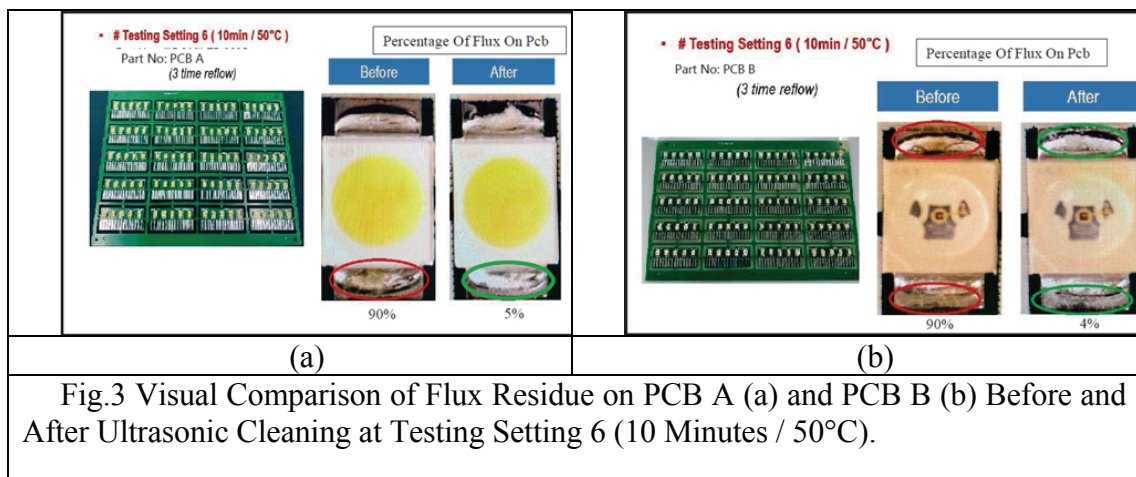 • # Testing Setting 6 ( 10min / 50°C )
Part No: PCB A
(3 time reflow)
Percentage Of Flux On Pcb
Before
After
90%
5%
• # Testing Setting 6 ( 10min / 50°C )
Part No: PCB B
(3 time reflow)
Percentage Of Flux On Pcb
Before
After
90%
4%
(a)
(b)
Fig.3 Visual Comparison of Flux Residue on PCB A (a) and PCB B (b) Before and
After Ultrasonic Cleaning at Testing Setting 6 (10 Minutes / 50°C).